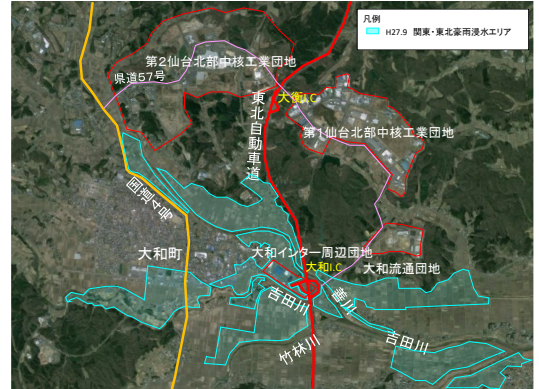 凡例
H27.9 関東・東北豪雨浸水エリア
第2仙台北部中核工業団地
県道57号
大衡I.C
東北自動車道
第1仙台北部中核工業団地
国道4号
大和町
大和インター周辺団地
大和I.C
大和流通団地
吉田川
善川
竹林川
吉田川